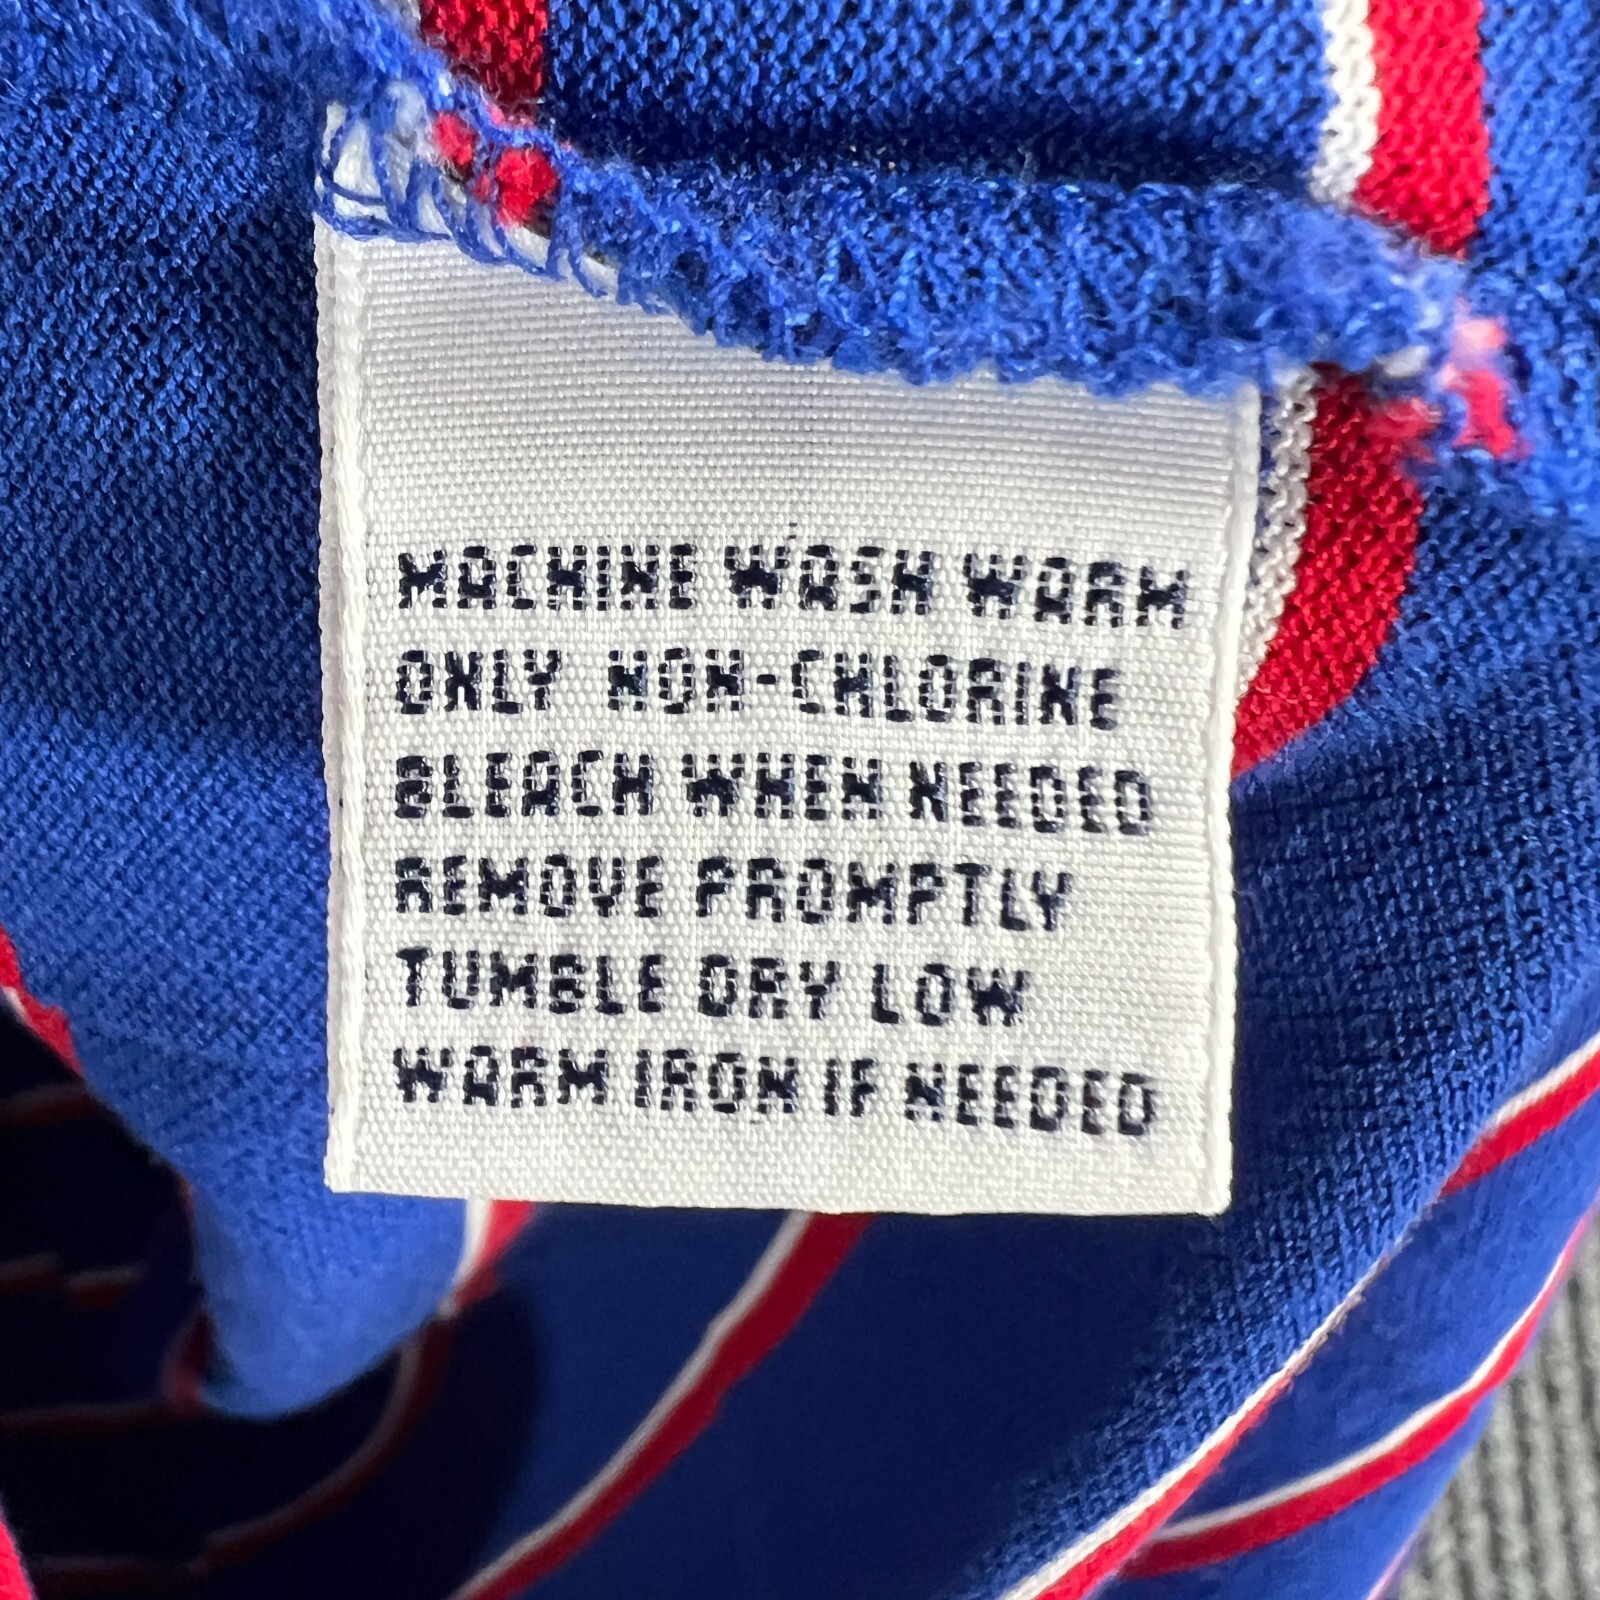 MACHINE WASH WARM
ONLY NON-CHLORINE
BLEACH WHEN NEEDED
REMOVE PROMPTLY
TUMBLE DRY LOW
WARM IRON IF NEEDED